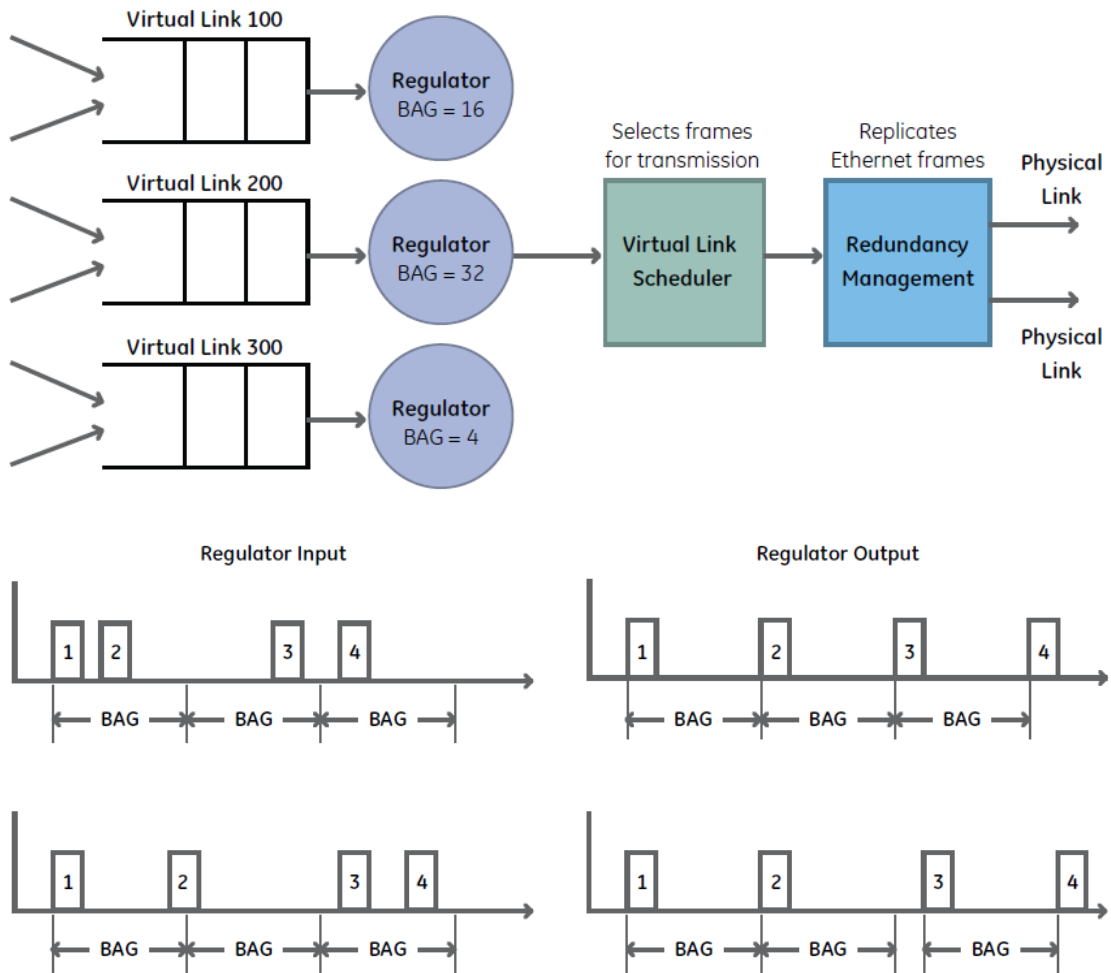 Virtual Link 100
Regulator
BAG = 16
Selects frames
for transmission
Replicates
Ethernet frames
Physical
Link
Virtual Link 200
Regulator
BAG = 32
Virtual Link
Scheduler
Redundancy
Management
Physical
Link
Virtual Link 300
Regulator
BAG = 4
Regulator Input
Regulator Output
1 2 3 4
BAG BAG BAG
1 2 3 4
BAG BAG BAG
1 2 3 4
BAG BAG BAG
1 2 3 4
BAG BAG BAG